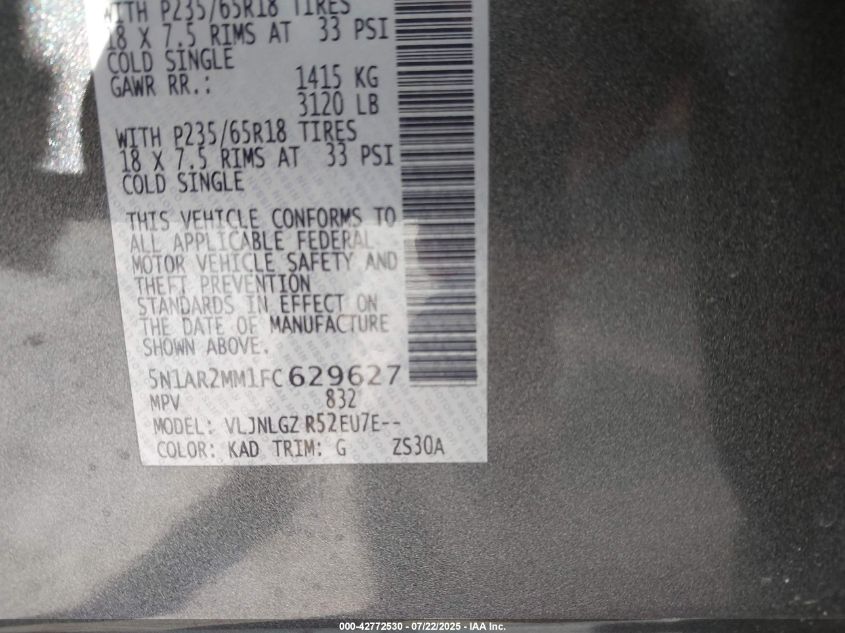 WITH P235/65R18 TIRES
18 X 7.5 RIMS AT 33 PSI
COLD SINGLE
GAWR RR.: 1415 KG
3120 LB
WITH P235/65R18 TIRES
18 X 7.5 RIMS AT 33 PSI
COLD SINGLE
THIS VEHICLE CONFORMS TO
ALL APPLICABLE FEDERAL
MOTOR VEHICLE SAFETY AND
THEFT PREVENTION
STANDARDS IN EFFECT ON
THE DATE OF MANUFACTURE
SHOWN ABOVE.
5N1AR2MM1FC629627
MPV 832
MODEL: VLJNLGZ R52EU7E--
COLOR: KAD TRIM: G ZS30A
000-42772530 - 07/22/2025 - IAA Inc.